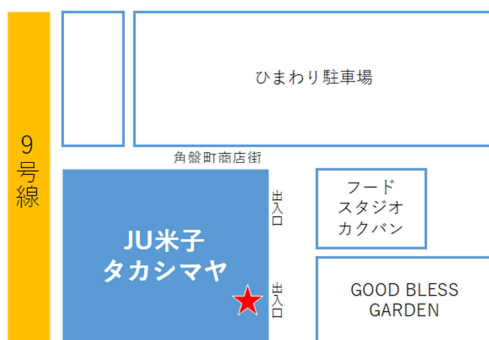 ひまわり駐車場
9号線
角盤町商店街
JU米子
タカシマヤ
出入口
出入口
フード
スタジオ
カクバン
GOOD BLESS
GARDEN